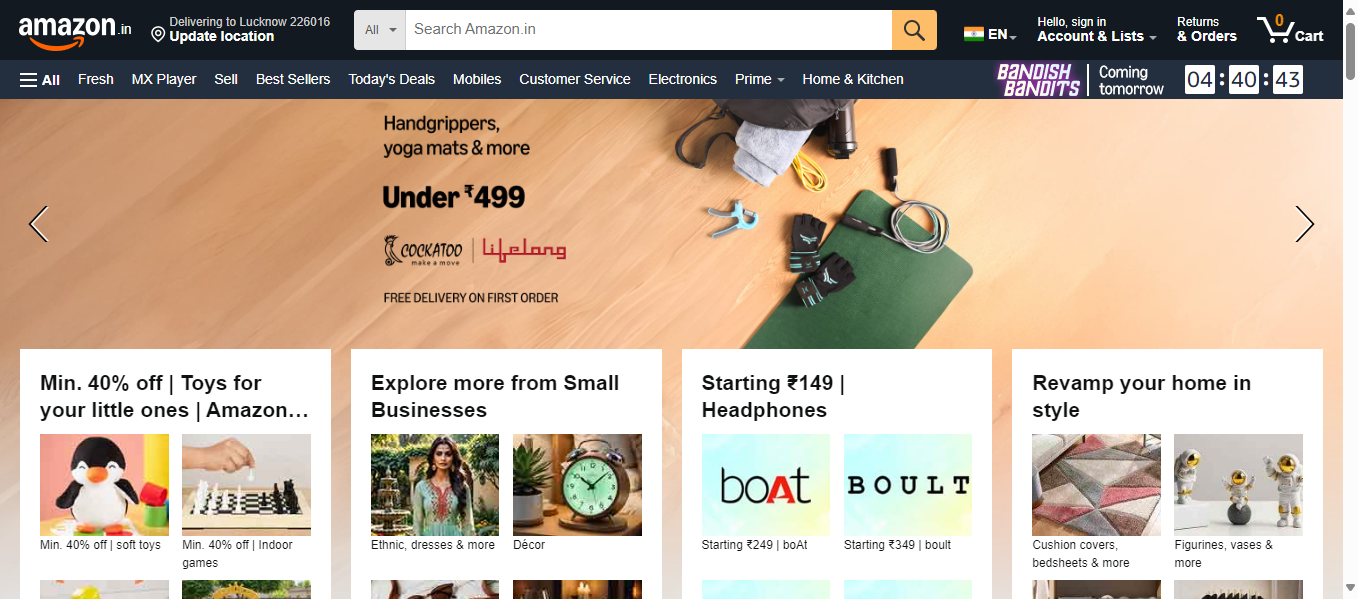 amazon.in
Delivering to Lucknow 226016
Update location
All
Search Amazon.in
EN
Hello, sign in
Account & Lists
Returns
& Orders
0
Cart
All
Fresh
MX Player
Sell
Best Sellers
Today's Deals
Mobiles
Customer Service
Electronics
Prime
Home & Kitchen
BANDISH
BANDITS
Coming
tomorrow
04 : 40 : 43
Handgrippers,
yoga mats & more
Under ₹499
COCKATOO
make a move
lifelong
FREE DELIVERY ON FIRST ORDER
Min. 40% off | Toys for
your little ones | Amazon…
Min. 40% off | soft toys
Min. 40% off | Indoor
games
Explore more from Small
Businesses
Ethnic, dresses & more
Décor
Starting ₹149 |
Headphones
boAt
BOULT
Starting ₹249 | boAt
Starting ₹349 | boult
Revamp your home in
style
Cushion covers,
bedsheets & more
Figurines, vases &
more